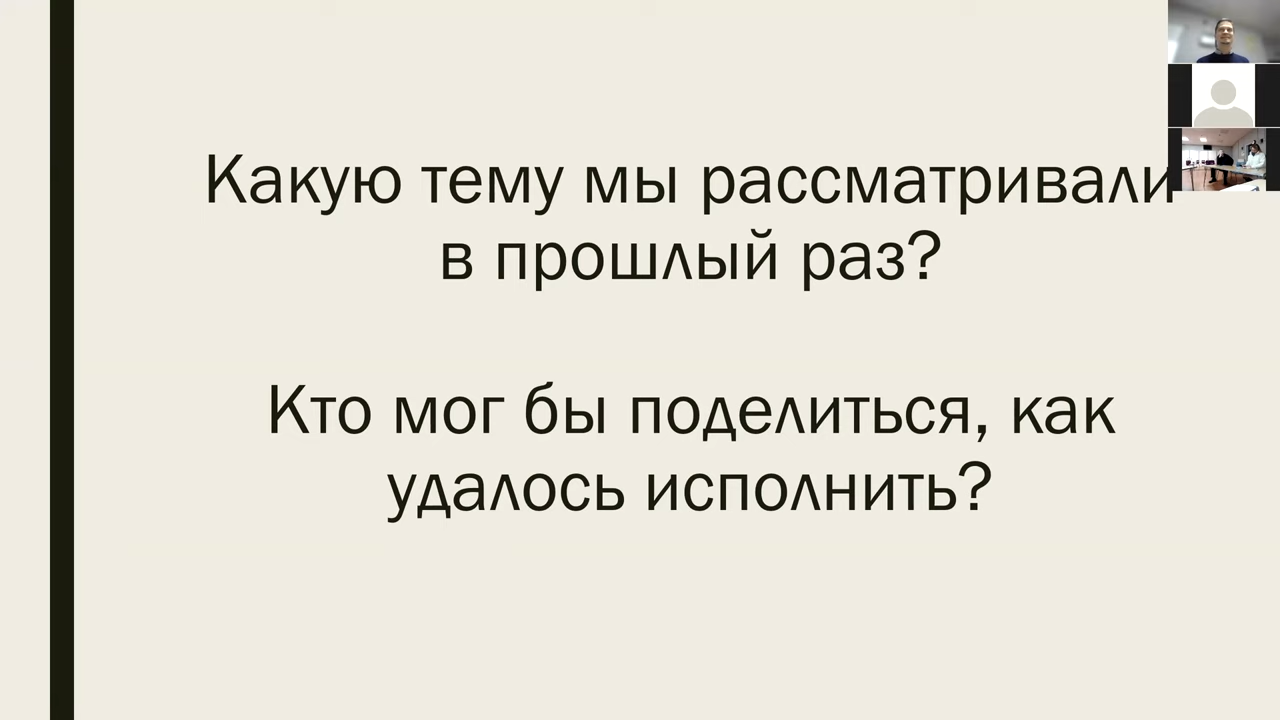 Какую тему мы рассматривали
в прошлый раз?
Кто мог бы поделиться, как
удалось исполнить?